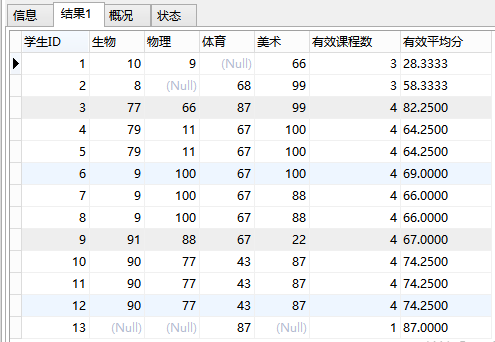 信息 结果1 概况 状态
学生ID 生物 物理 体育 美术 有效课程数 有效平均分
1 10 9 (Null) 66 3 28.3333
2 8 (Null) 68 99 3 58.3333
3 77 66 87 99 4 82.2500
4 79 11 67 100 4 64.2500
5 79 11 67 100 4 64.2500
6 9 100 67 100 4 69.0000
7 9 100 67 88 4 66.0000
8 9 100 67 88 4 66.0000
9 91 88 67 22 4 67.0000
10 90 77 43 87 4 74.2500
11 90 77 43 87 4 74.2500
12 90 77 43 87 4 74.2500
13 (Null) (Null) 87 (Null) 1 87.0000